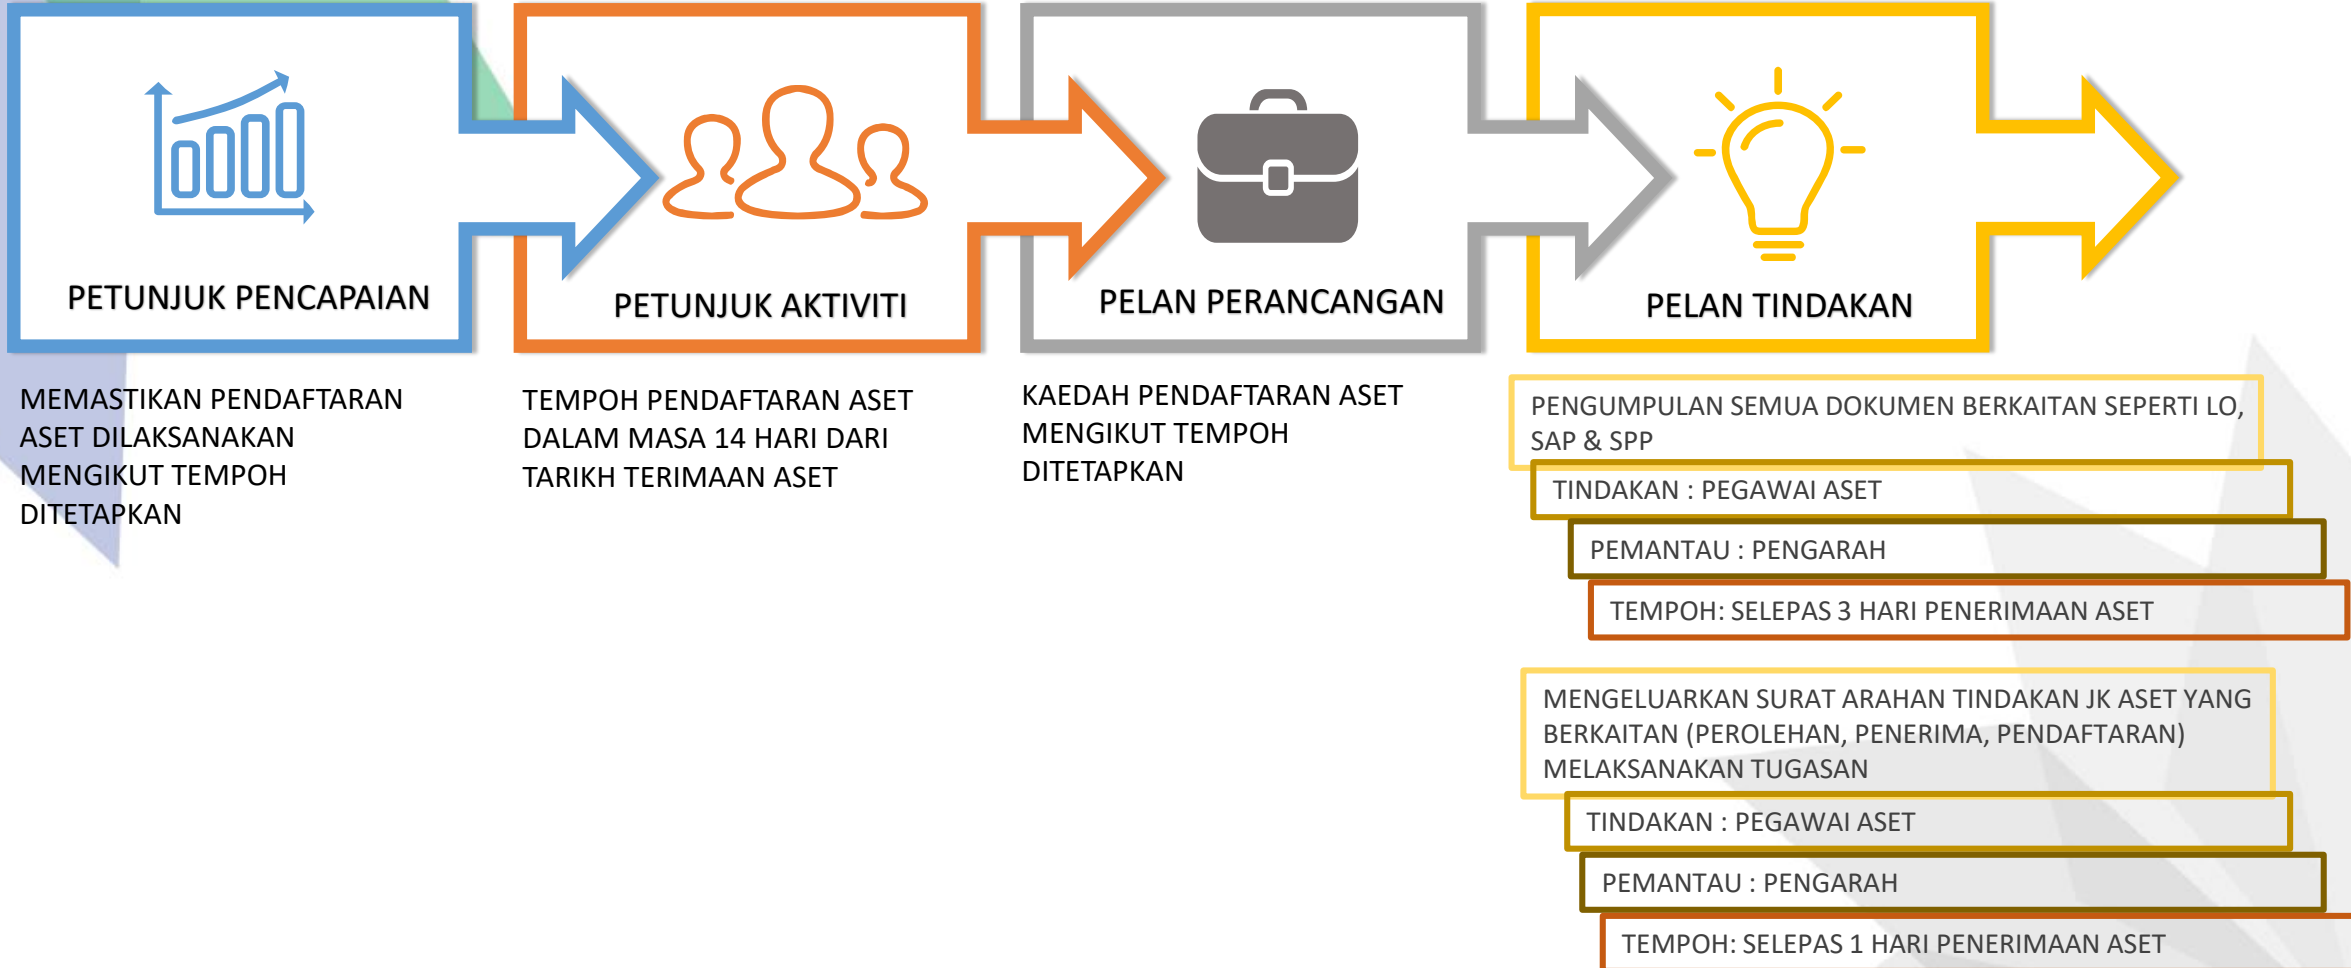 PETUNJUK PENCAPAIAN
PETUNJUK AKTIVITI
PELAN PERANCANGAN
PELAN TINDAKAN
MEMASTIKAN PENDAFTARAN
ASET DILAKSANAKAN
MENGIKUT TEMPOH
DITETAPKAN
TEMPOH PENDAFTARAN ASET
DALAM MASA 14 HARI DARI
TARIKH TERIMAAN ASET
KAEDAH PENDAFTARAN ASET
MENGIKUT TEMPOH
DITETAPKAN
PENGUMPULAN SEMUA DOKUMEN BERKAITAN SEPERTI LO,
SAP & SPP
TINDAKAN : PEGAWAI ASET
PEMANTAU : PENGARAH
TEMPOH: SELEPAS 3 HARI PENERIMAAN ASET
MENGELUARKAN SURAT ARAHAN TINDAKAN JK ASET YANG
BERKAITAN (PEROLEHAN, PENERIMA, PENDAFTARAN)
MELAKSANAKAN TUGASAN
TINDAKAN : PEGAWAI ASET
PEMANTAU : PENGARAH
TEMPOH: SELEPAS 1 HARI PENERIMAAN ASET